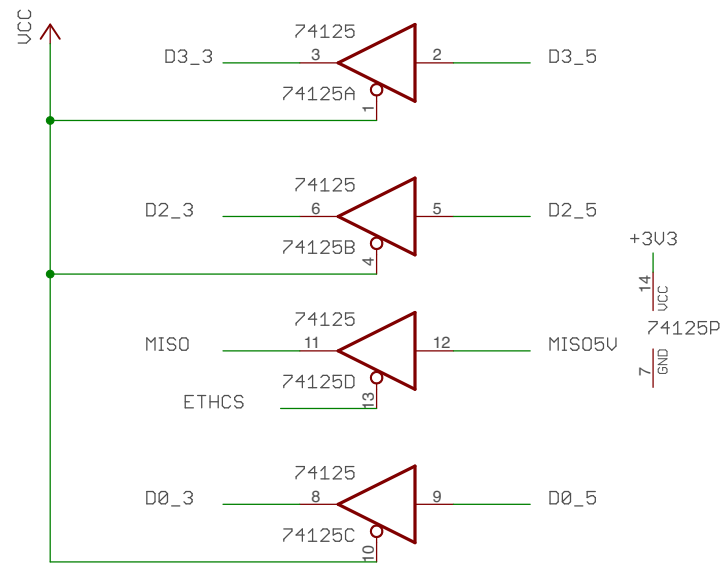 VCC
74125
D3_3
3
2
D3_5
74125A
1
74125
D2_3
6
5
D2_5
74125B
4
+3V3
14
VCC
74125P
7
GND
74125
MISO
11
12
MISO5V
74125D
13
ETHCS
74125
D0_3
8
9
D0_5
74125C
10